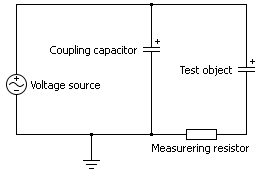 Coupling capacitor
Test object
Voltage source
Measurering resistor